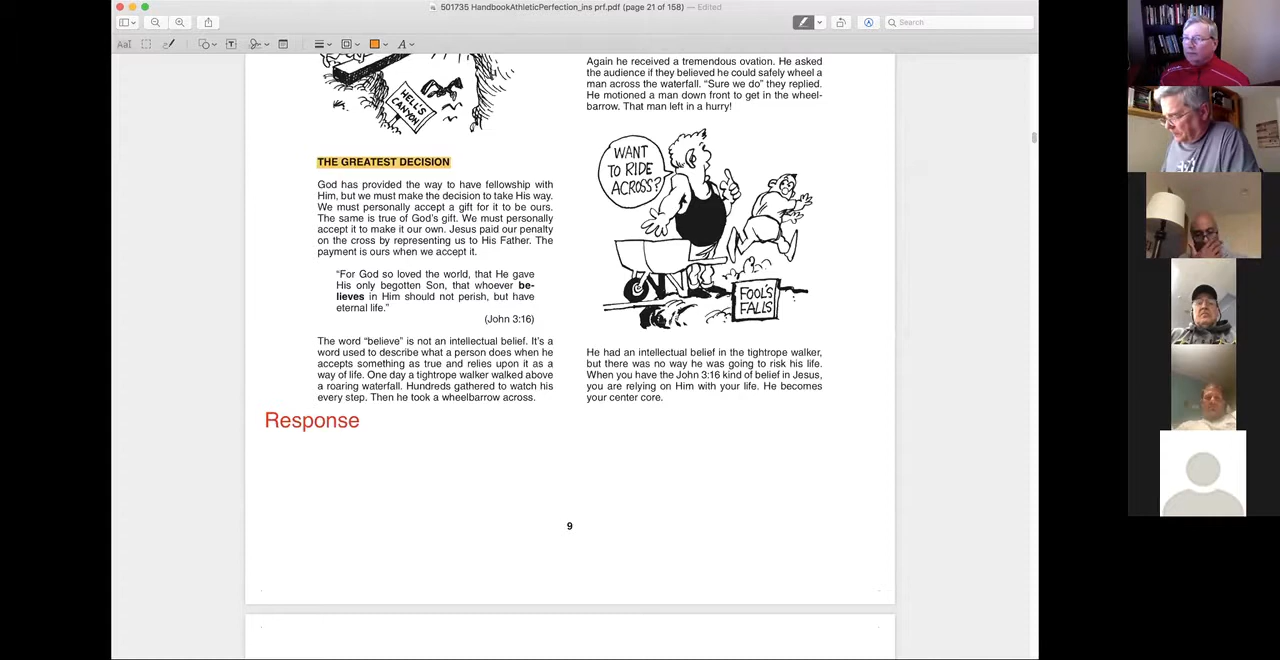 501735 HandbookAthleticPerfection_ins prf.pdf (page 21 of 158) — Edited
Search
AaI
T
A
HELL'S
CANYON
THE GREATEST DECISION
God has provided the way to have fellowship with
Him, but we must make the decision to take His way.
We must personally accept a gift for it to be ours.
The same is true of God's gift. We must personally
accept it to make it our own. Jesus paid our penalty
on the cross by representing us to His Father. The
payment is ours when we accept it.
“For God so loved the world, that He gave
His only begotten Son, that whoever be-
lieves in Him should not perish, but have
eternal life.”
(John 3:16)
The word “believe” is not an intellectual belief. It's a
word used to describe what a person does when he
accepts something as true and relies upon it as a
way of life. One day a tightrope walker walked above
a roaring waterfall. Hundreds gathered to watch his
every step. Then he took a wheelbarrow across.
Again he received a tremendous ovation. He asked
the audience if they believed he could safely wheel a
man across the waterfall. “Sure we do” they replied.
He motioned a man down front to get in the wheel-
barrow. That man left in a hurry!
WANT
TO RIDE
ACROSS?
FOOL'S
FALLS
He had an intellectual belief in the tightrope walker,
but there was no way he was going to risk his life.
When you have the John 3:16 kind of belief in Jesus,
you are relying on Him with your life. He becomes
your center core.
Response
9